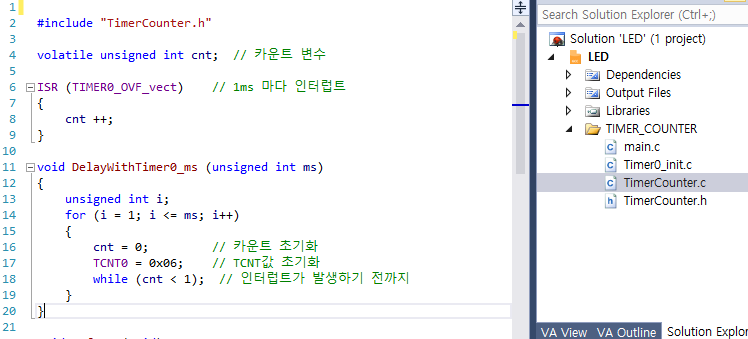 1
2 #include "TimerCounter.h"
3
4 volatile unsigned int cnt;  // 카운트 변수
5
6 ISR (TIMER0_OVF_vect)    // 1ms 마다 인터럽트
7 {
8     cnt ++;
9 }
10
11 void DelayWithTimer0_ms (unsigned int ms)
12 {
13     unsigned int i;
14     for (i = 1; i <= ms; i++)
15     {
16         cnt = 0;        // 카운트 초기화
17         TCNT0 = 0x06;    // TCNT값 초기화
18         while (cnt < 1);  // 인터럽트가 발생하기 전까지
19     }
20 }
21
Search Solution Explorer (Ctrl+;)
Solution 'LED' (1 project)
LED
Dependencies
Output Files
Libraries
TIMER_COUNTER
main.c
Timer0_init.c
TimerCounter.c
TimerCounter.h
VA View VA Outline Solution Explor